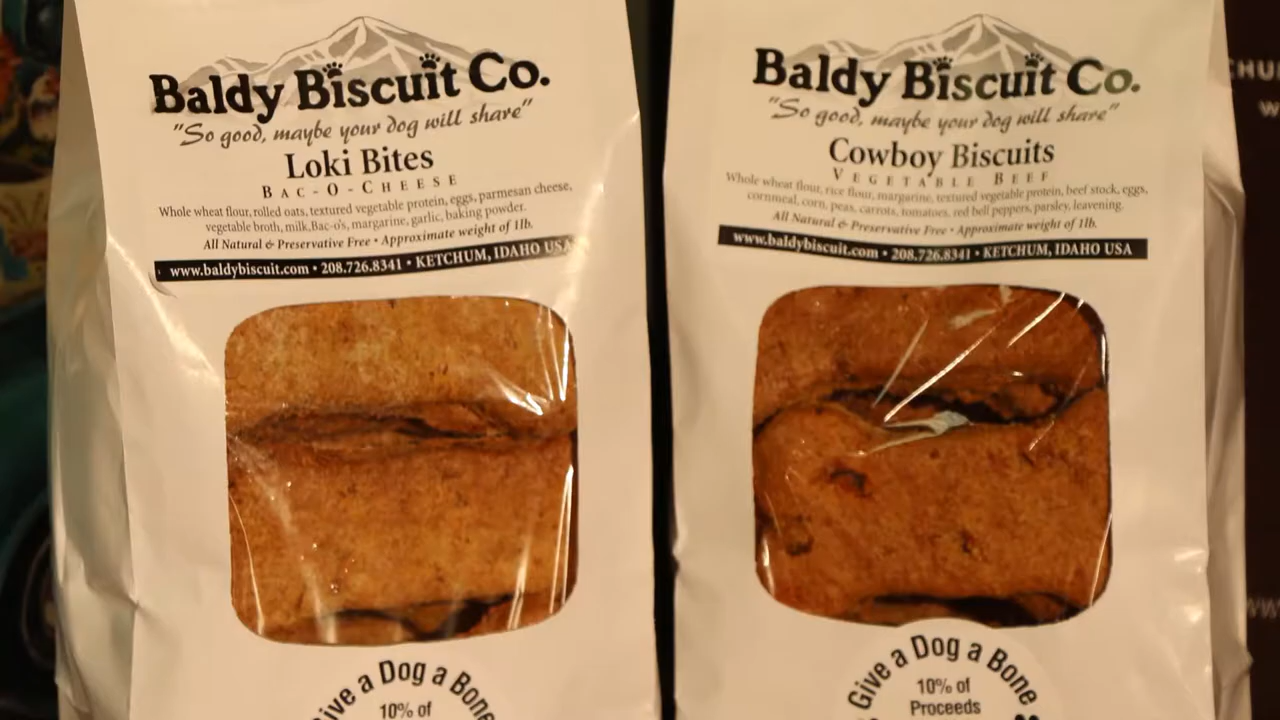 Baldy Biscuit Co.
"So good, maybe your dog will share"
Loki Bites
BAC-O-CHEESE
Whole wheat flour, rolled oats, textured vegetable protein, eggs, parmesan cheese,
vegetable broth, milk, Bac-o's, margarine, garlic, baking powder.
All Natural & Preservative Free • Approximate weight of 1lb.
www.baldybiscuit.com • 208.726.8341 • KETCHUM, IDAHO USA
ive a Dog a Bone
10% of
Baldy Biscuit Co.
"So good, maybe your dog will share"
Cowboy Biscuits
VEGETABLE BEEF
Whole wheat flour, rice flour, margarine, textured vegetable protein, beef stock, eggs,
cornmeal, corn, peas, carrots, tomatoes, red bell peppers, parsley, leavening.
All Natural & Preservative Free • Approximate weight of 1lb.
www.baldybiscuit.com • 208.726.8341 • KETCHUM, IDAHO USA
Give a Dog a Bone
10% of
Proceeds